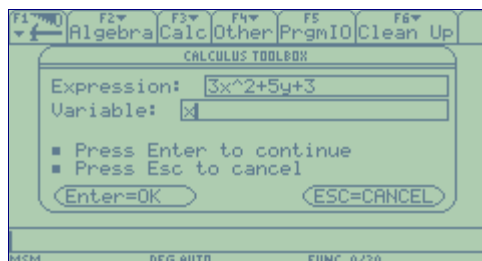 F1 F2 F3 F4 F5 F6
Algebra Calc Other PrgmIO Clean Up
CALCULUS TOOLBOX
Expression: 3x^2+5y+3
Variable: x
Press Enter to continue
Press Esc to cancel
Enter=OK ESC=CANCEL
MSM DEG AUTO FUNC 0/30